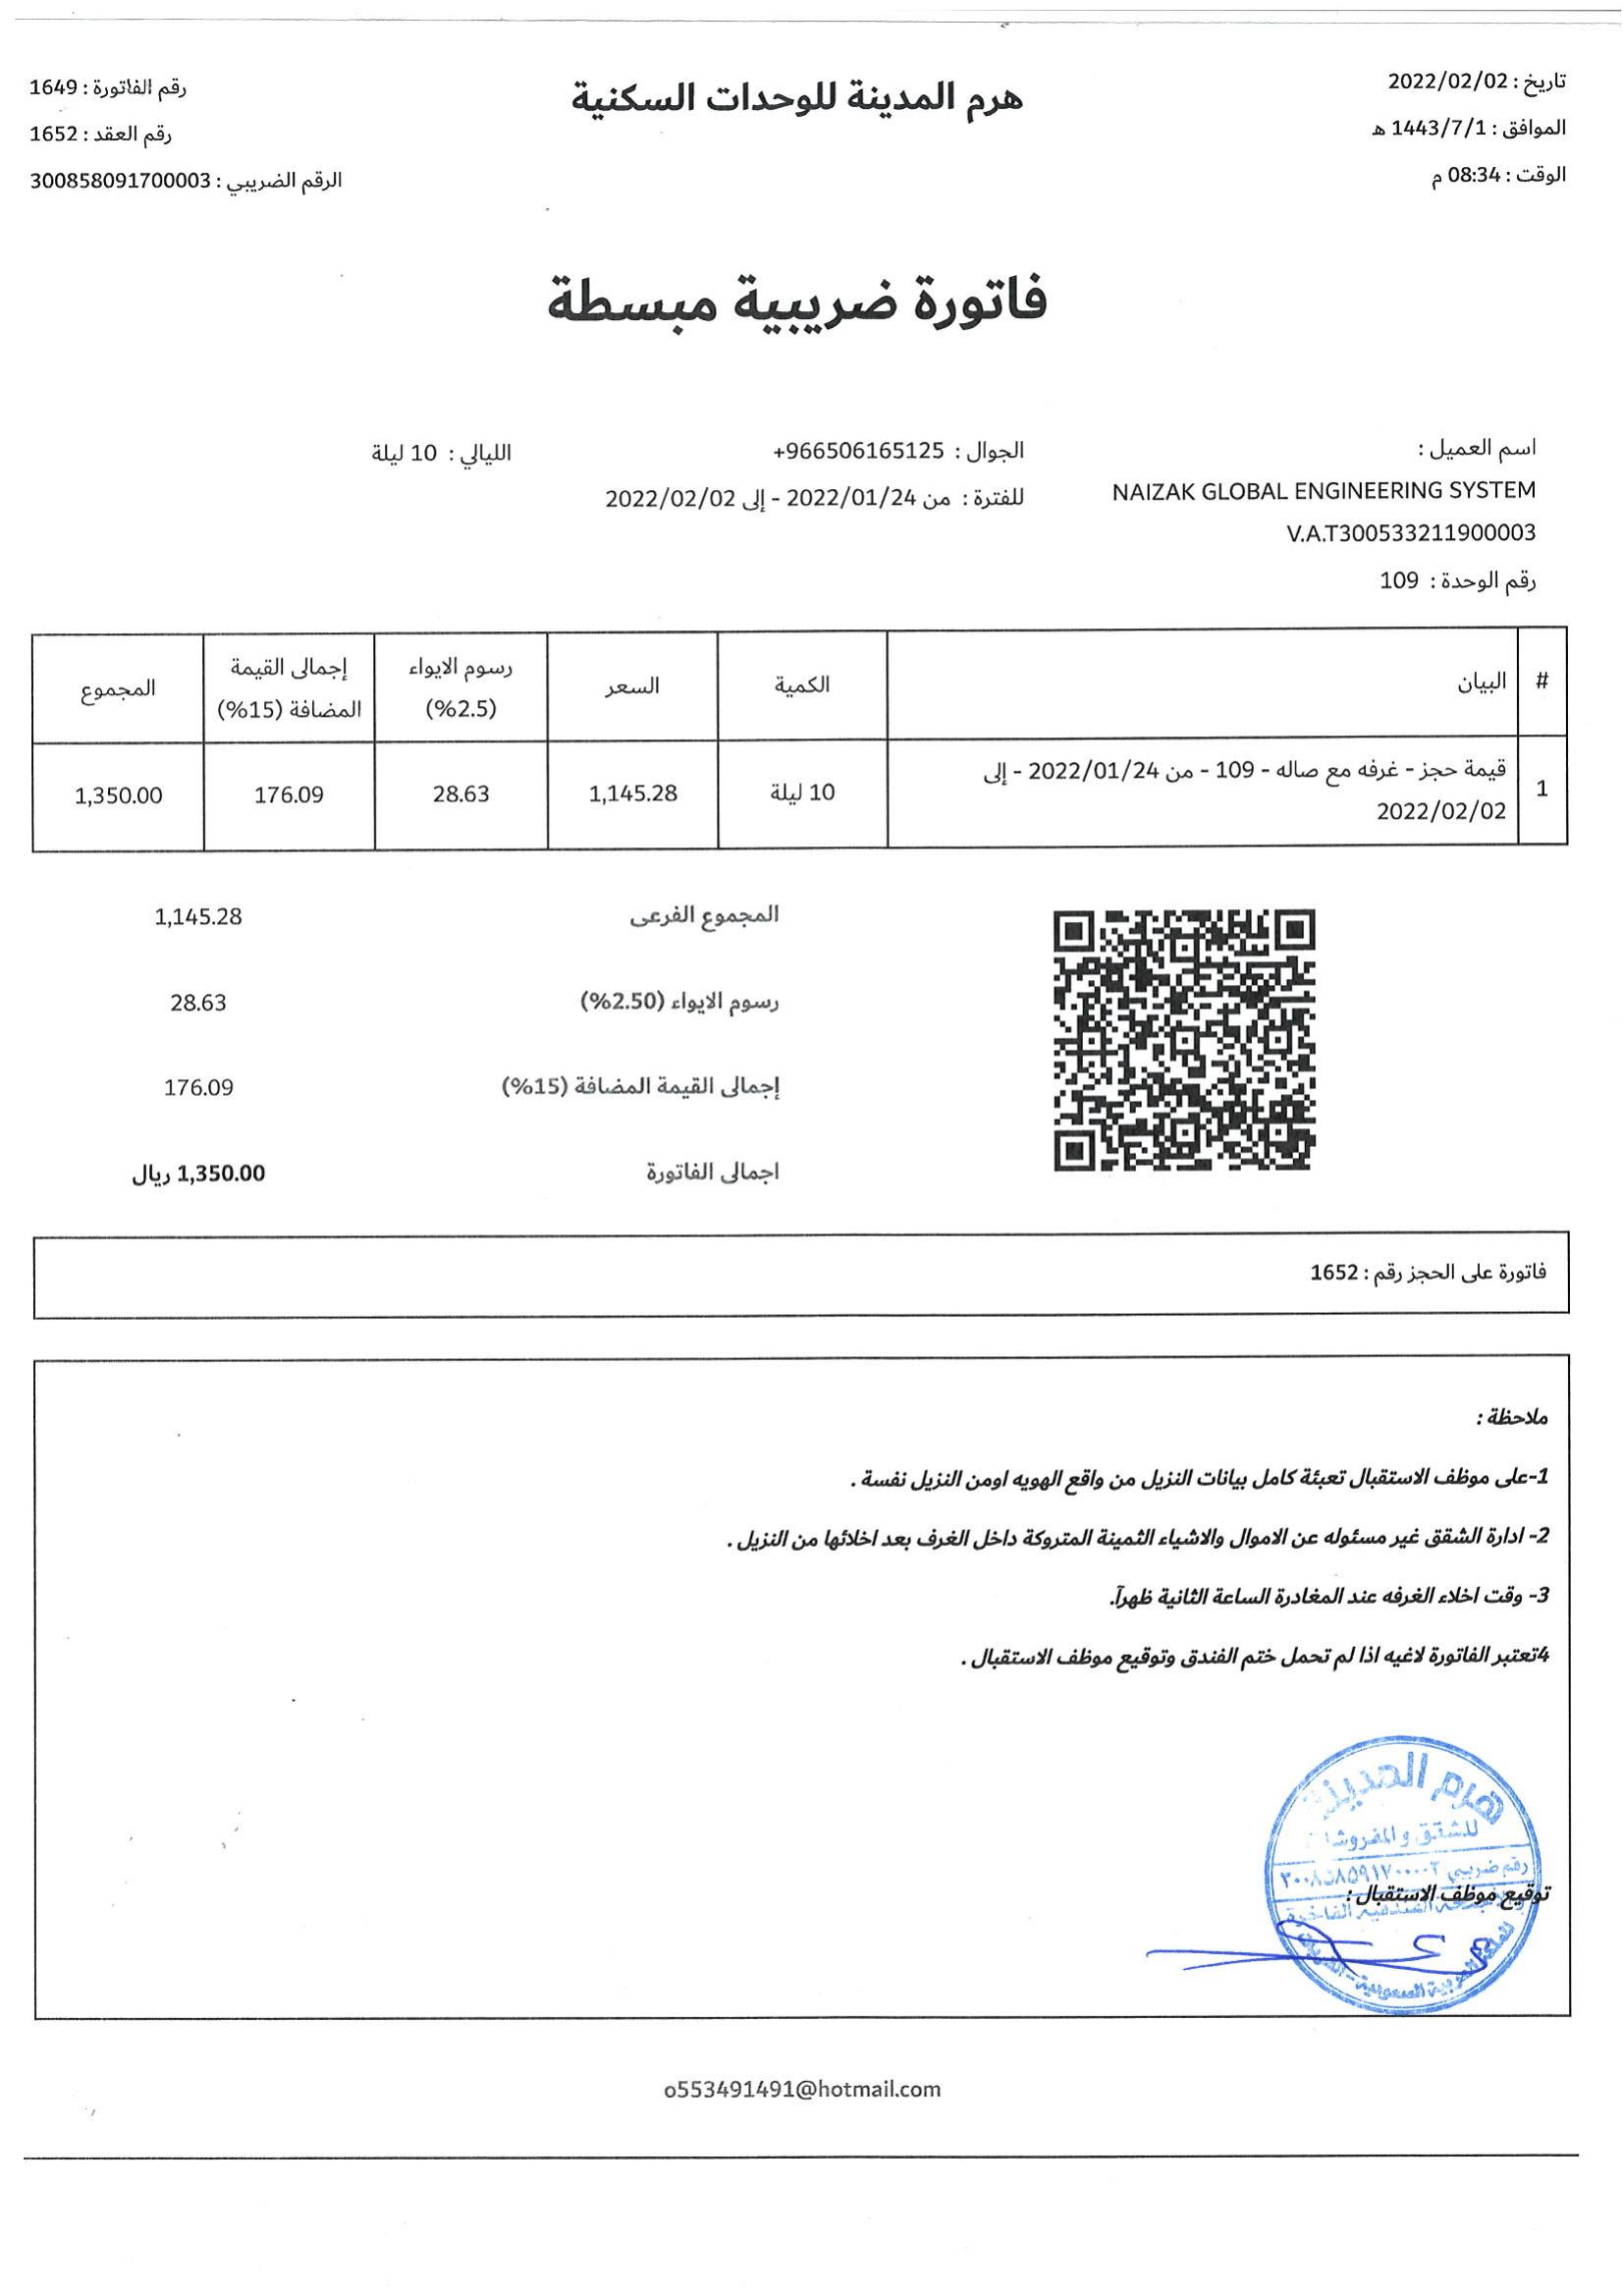 تاريخ : 2022/02/02
الموافق : 1443/7/1 ه
الوقت : 08:34 م
هرم المدينة للوحدات السكنية
رقم الفاتورة : 1649
رقم العقد : 1652
الرقم الضريبي : 300858091700003
فاتورة ضريبية مبسطة
اسم العميل :
NAIZAK GLOBAL ENGINEERING SYSTEM
V.A.T300533211900003
رقم الوحدة : 109
الجوال : 966506165125+
للفترة : من 2022/01/24 - إلى 2022/02/02
الليالي : 10 ليلة
# البيان الكمية السعر رسوم الايواء (2.5%) إجمالى القيمة المضافة (15%) المجموع
1 قيمة حجز - غرفه مع صاله - 109 - من 2022/01/24 - إلى 2022/02/02 10 ليلة 1,145.28 28.63 176.09 1,350.00
المجموع الفرعى 1,145.28
رسوم الايواء (2.50%) 28.63
إجمالى القيمة المضافة (15%) 176.09
اجمالى الفاتورة 1,350.00 ريال
فاتورة على الحجز رقم : 1652
ملاحظة :
1-على موظف الاستقبال تعبئة كامل بيانات النزيل من واقع الهويه اومن النزيل نفسة .
2- ادارة الشقق غير مسئوله عن الاموال والاشياء الثمينة المتروكة داخل الغرف بعد اخلائها من النزيل .
3- وقت اخلاء الغرفه عند المغادرة الساعة الثانية ظهرآ.
4تعتبر الفاتورة لاغيه اذا لم تحمل ختم الفندق وتوقيع موظف الاستقبال .
هرم المدينة
للشقق والمفروشا
رقم ضريبي
توقيع موظف الاستقبال :
الفندقية الفاخرة
العربية السعودية
o553491491@hotmail.com